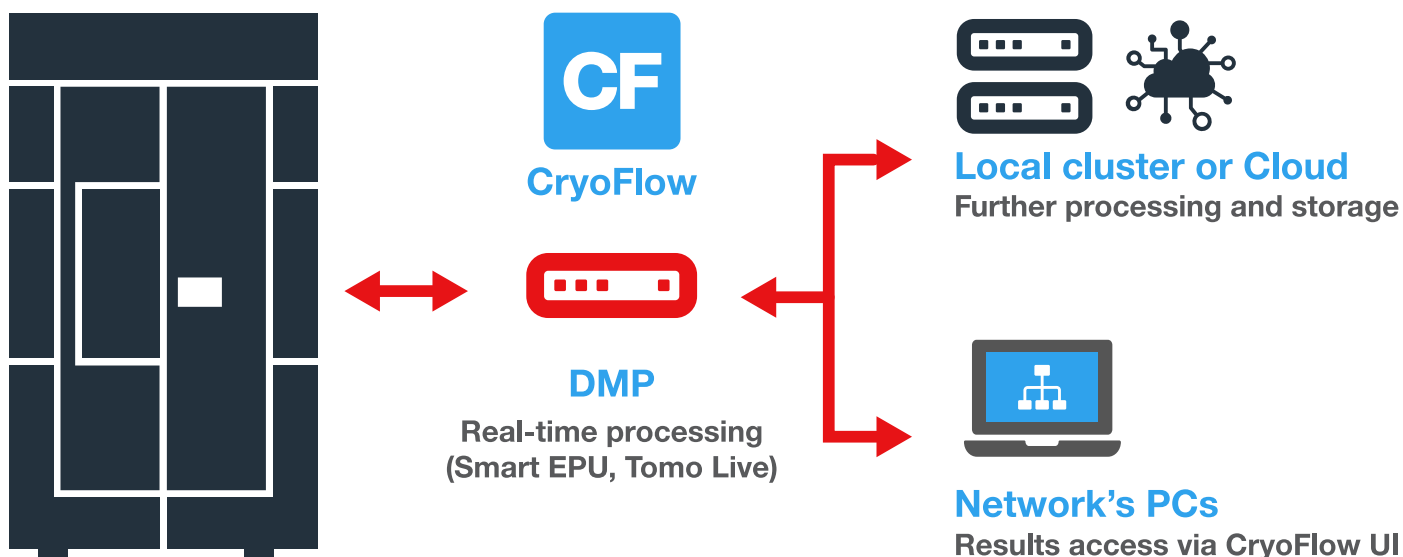 CF
CryoFlow
DMP
Real-time processing
(Smart EPU, Tomo Live)
Local cluster or Cloud
Further processing and storage
Network’s PCs
Results access via CryoFlow UI